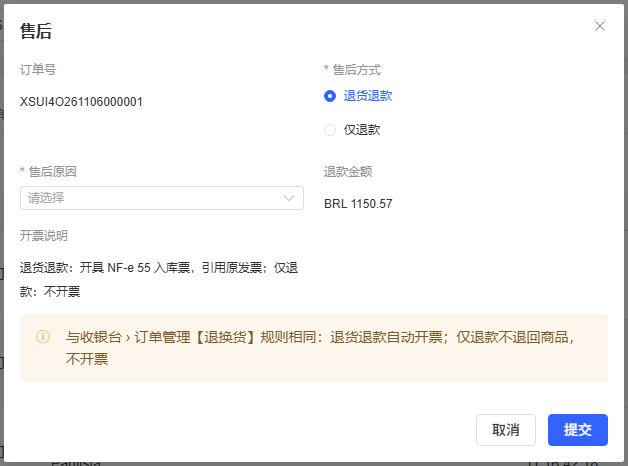 售后
订单号
* 售后方式
XSUI4O261106000001
退货退款
仅退款
* 售后原因
退款金额
请选择
BRL 1150.57
开票说明
退货退款：开具 NF-e 55 入库票，引用原发票；仅退
款：不开票
与收银台 › 订单管理【退换货】规则相同：退货退款自动开票；仅退款不退回商品，
不开票
取消
提交